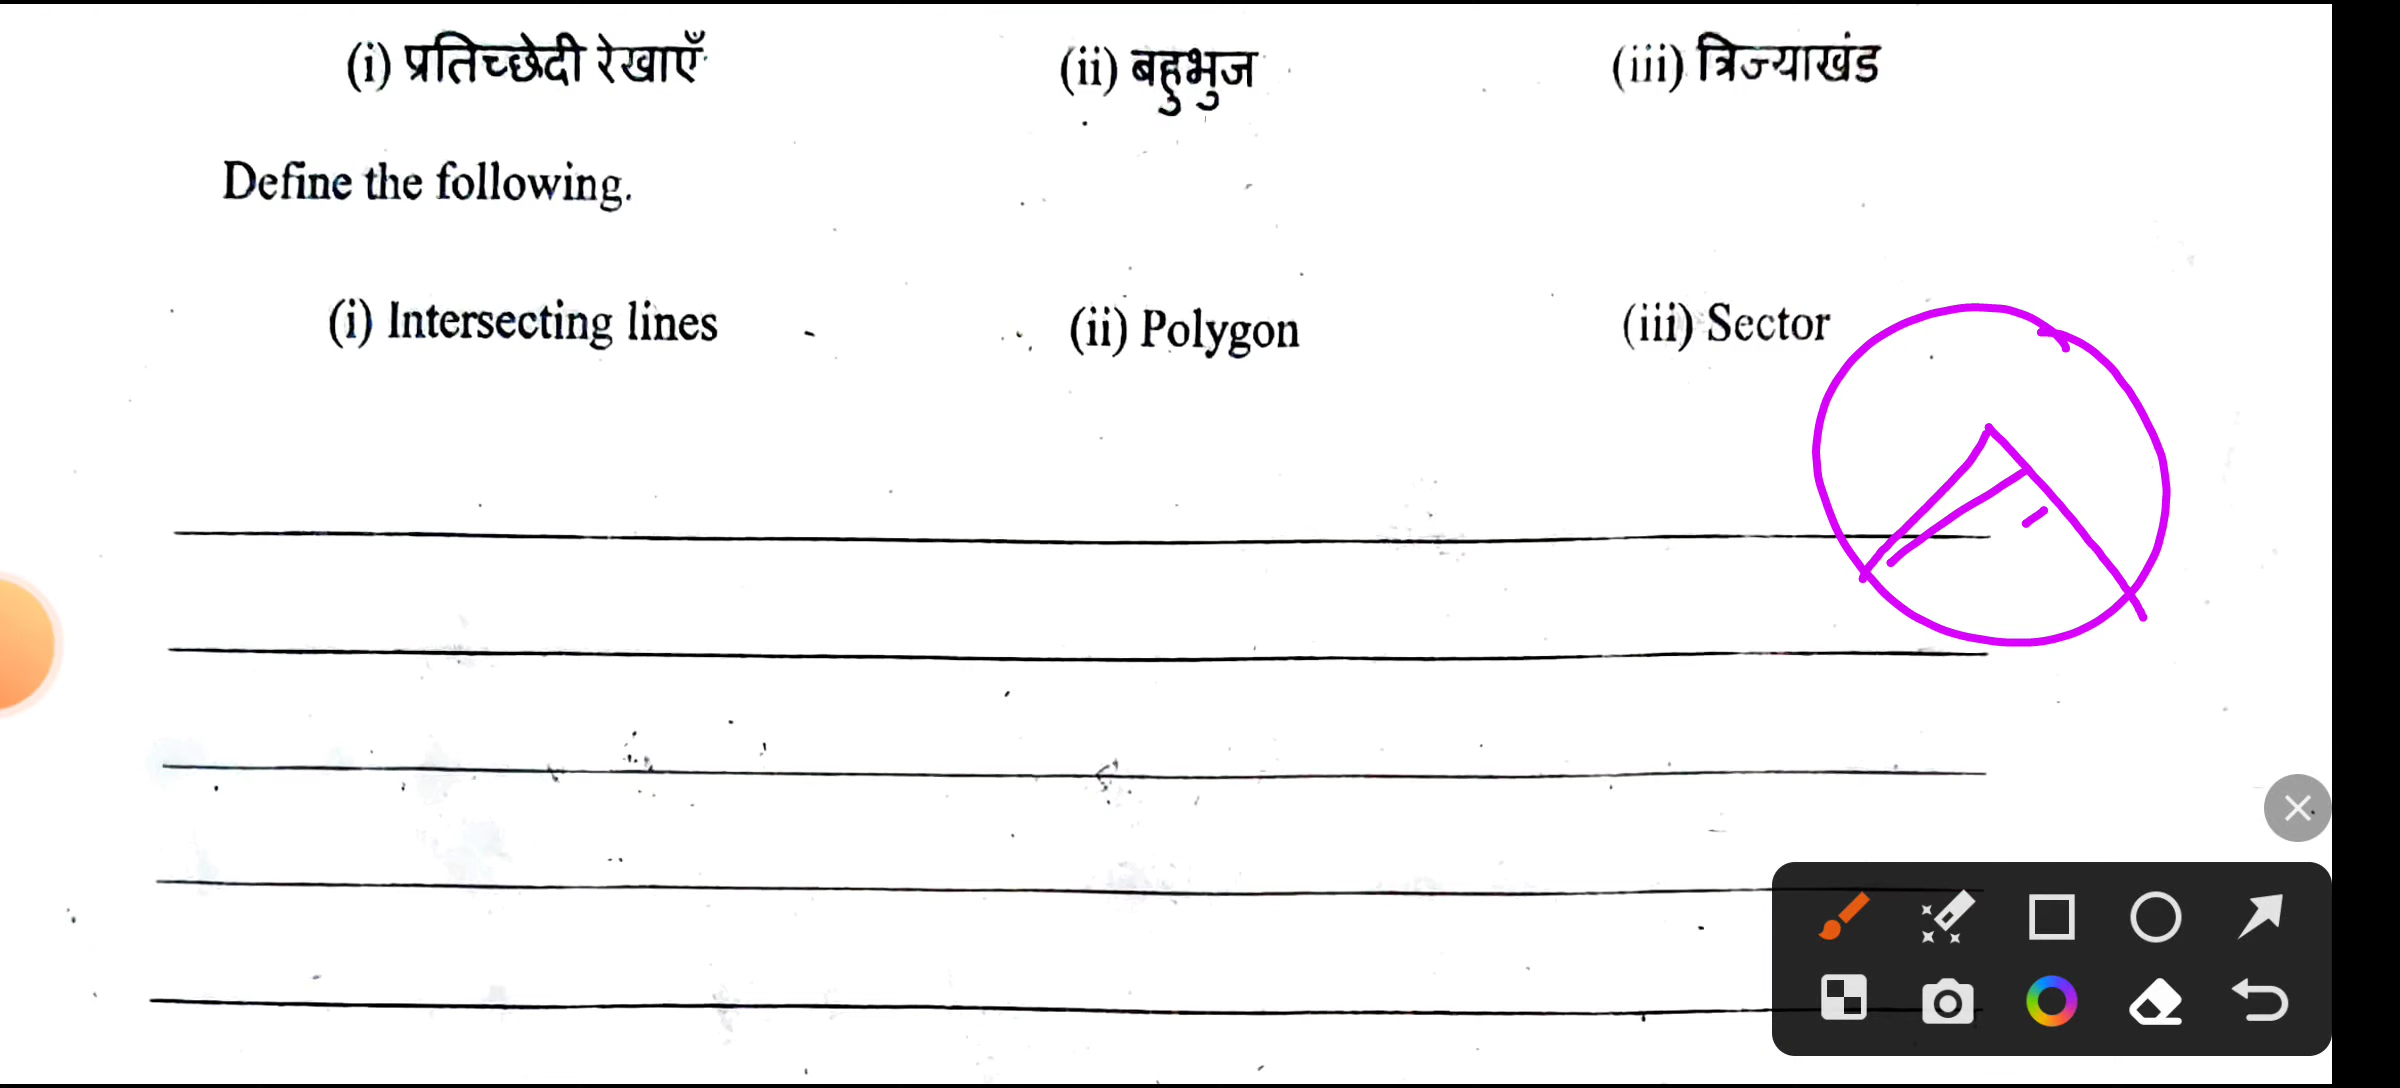 (i) प्रतिच्छेदी रेखाएँ (ii) बहुभुज (iii) त्रिज्याखंड
Define the following.
(i) Intersecting lines (ii) Polygon (iii) Sector